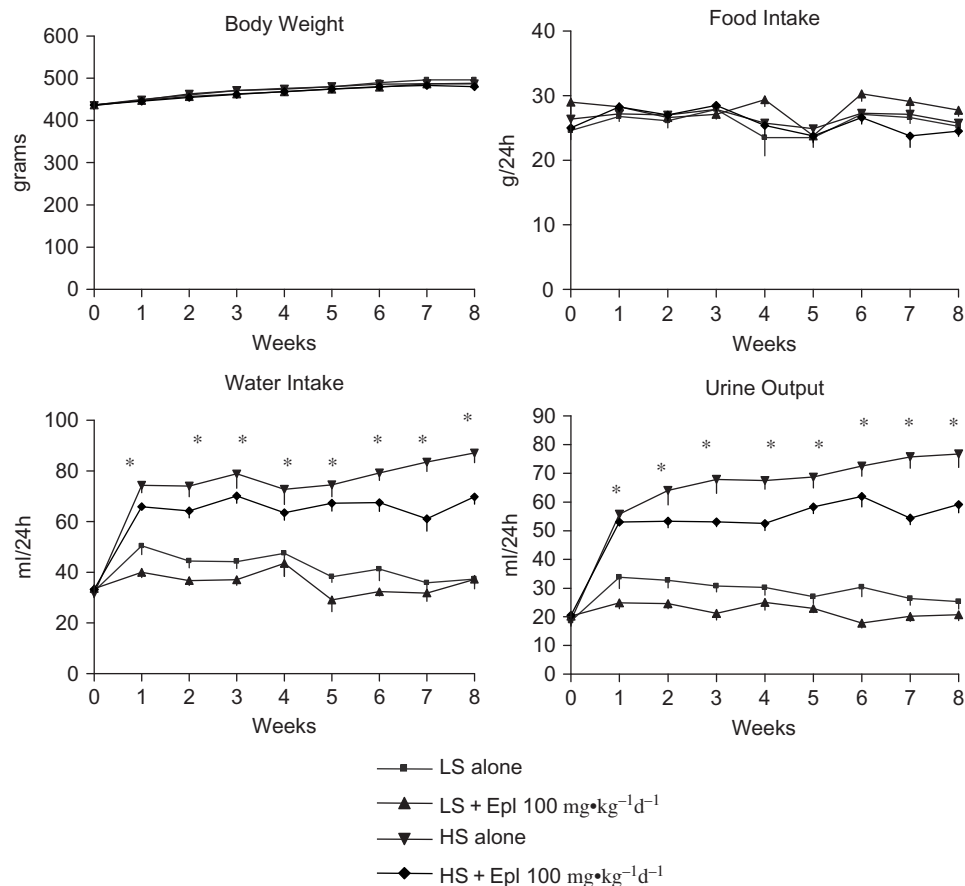 Body Weight
600
500
400
300
200
100
0
grams
0 1 2 3 4 5 6 7 8
Weeks
Food Intake
40
30
20
10
0
g/24h
0 1 2 3 4 5 6 7 8
Weeks
Water Intake
100
80
60
40
20
0
ml/24h
* * * * * * * *
0 1 2 3 4 5 6 7 8
Weeks
Urine Output
90
80
70
60
50
40
30
20
10
0
ml/24h
* * * * * * * *
0 1 2 3 4 5 6 7 8
Weeks
LS alone
LS + Epl 100 mg•kg⁻¹d⁻¹
HS alone
HS + Epl 100 mg•kg⁻¹d⁻¹